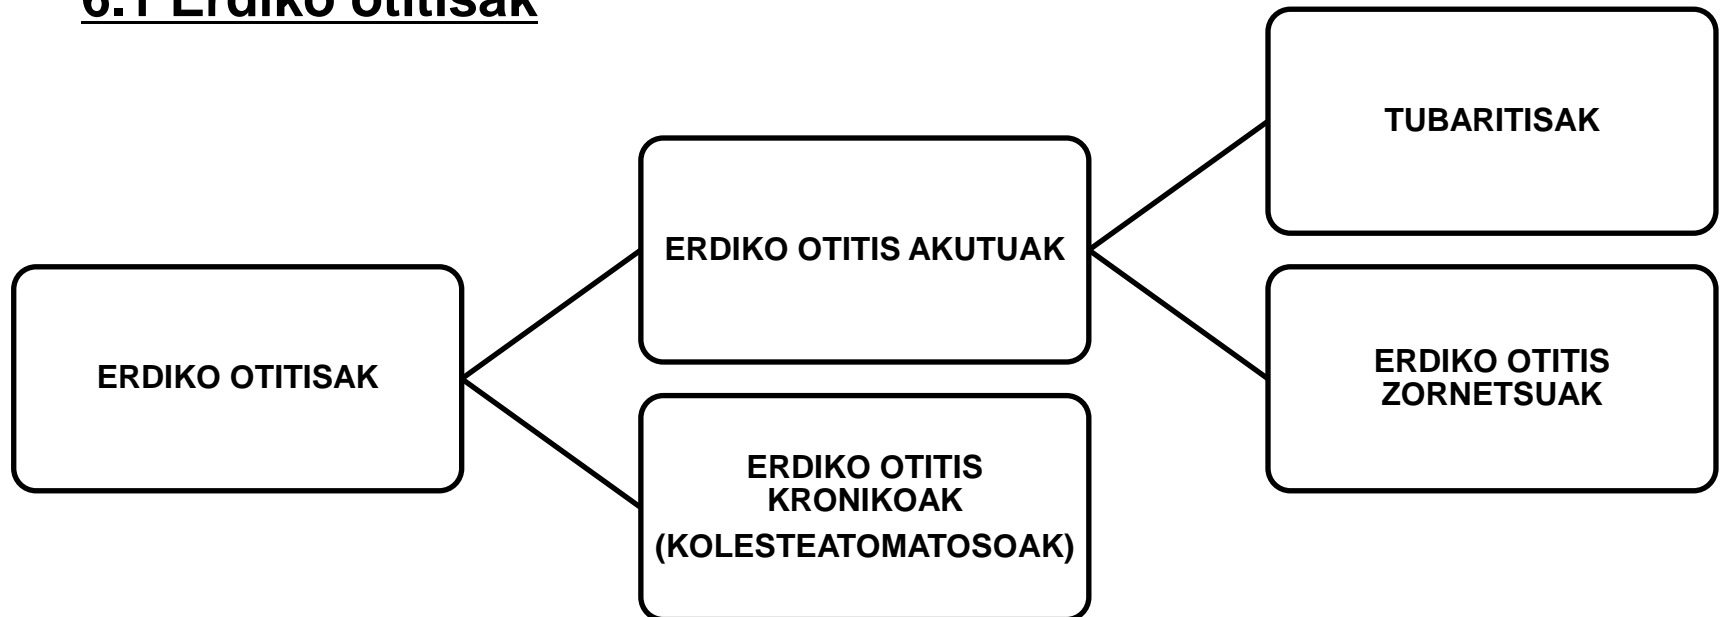 6.1 Erdiko otitisak
TUBARITISAK
ERDIKO OTITIS AKUTUAK
ERDIKO OTITISAK
ERDIKO OTITIS
ZORNETSUAK
ERDIKO OTITIS
KRONIKOAK
(KOLESTEATOMATOSOAK)